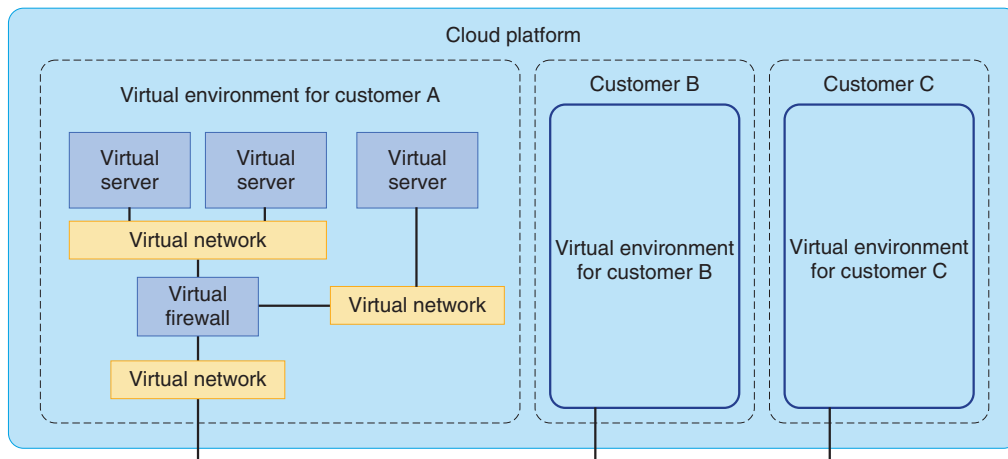 Cloud platform
Virtual environment for customer A
Customer B
Customer C
Virtual
server
Virtual
server
Virtual
server
Virtual network
Virtual
firewall
Virtual network
Virtual network
Virtual environment
for customer B
Virtual environment
for customer C